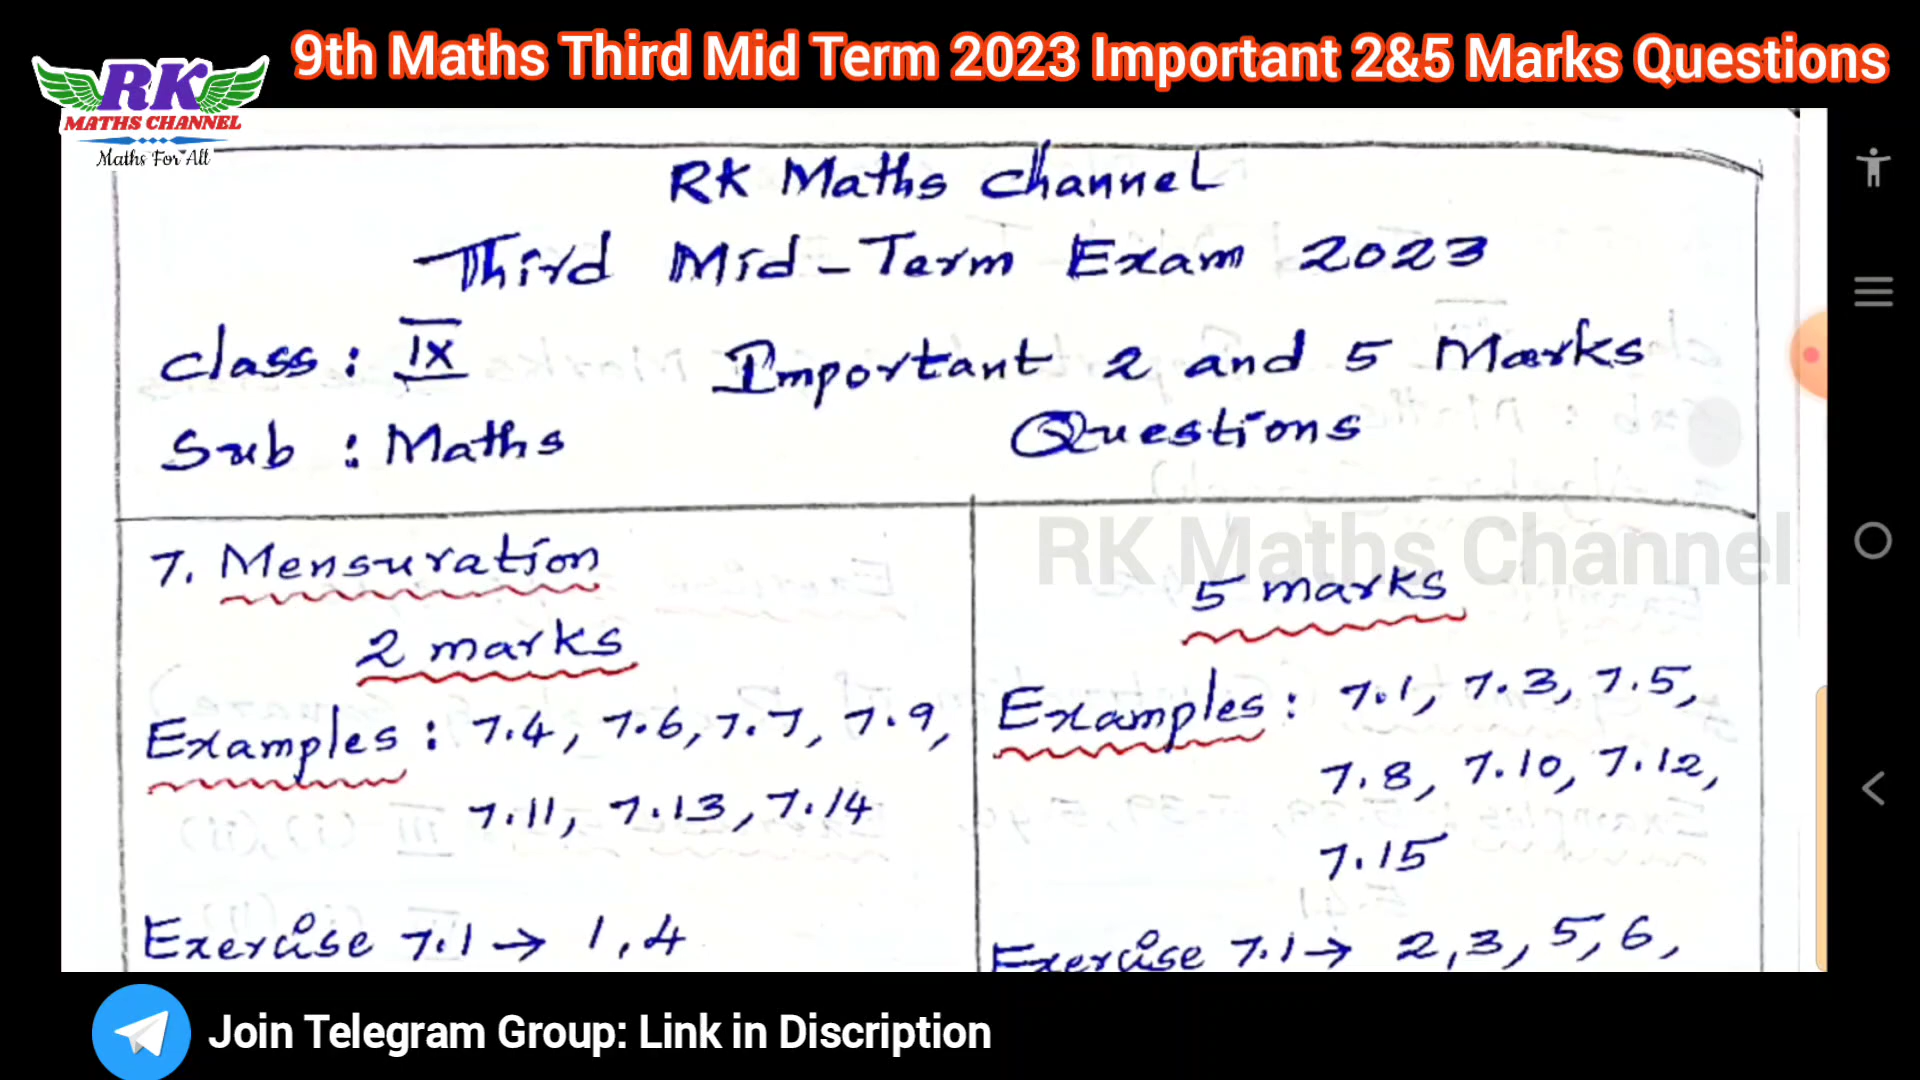 9th Maths Third Mid Term 2023 Important 2&5 Marks Questions
RK
MATHS CHANNEL
Maths For All
RK Maths channel
Third Mid-Term Exam 2023
class : IX
Important 2 and 5 Marks
Questions
Sub : Maths
RK Maths Channel
7. Mensuration
2 marks
Examples : 7.4, 7.6, 7.7, 7.9,
7.11, 7.13, 7.14
Exercise 7.1 → 1, 4
5 marks
Examples : 7.1, 7.3, 7.5,
7.8, 7.10, 7.12,
7.15
Exercise 7.1 → 2, 3, 5, 6,
Join Telegram Group: Link in Discription